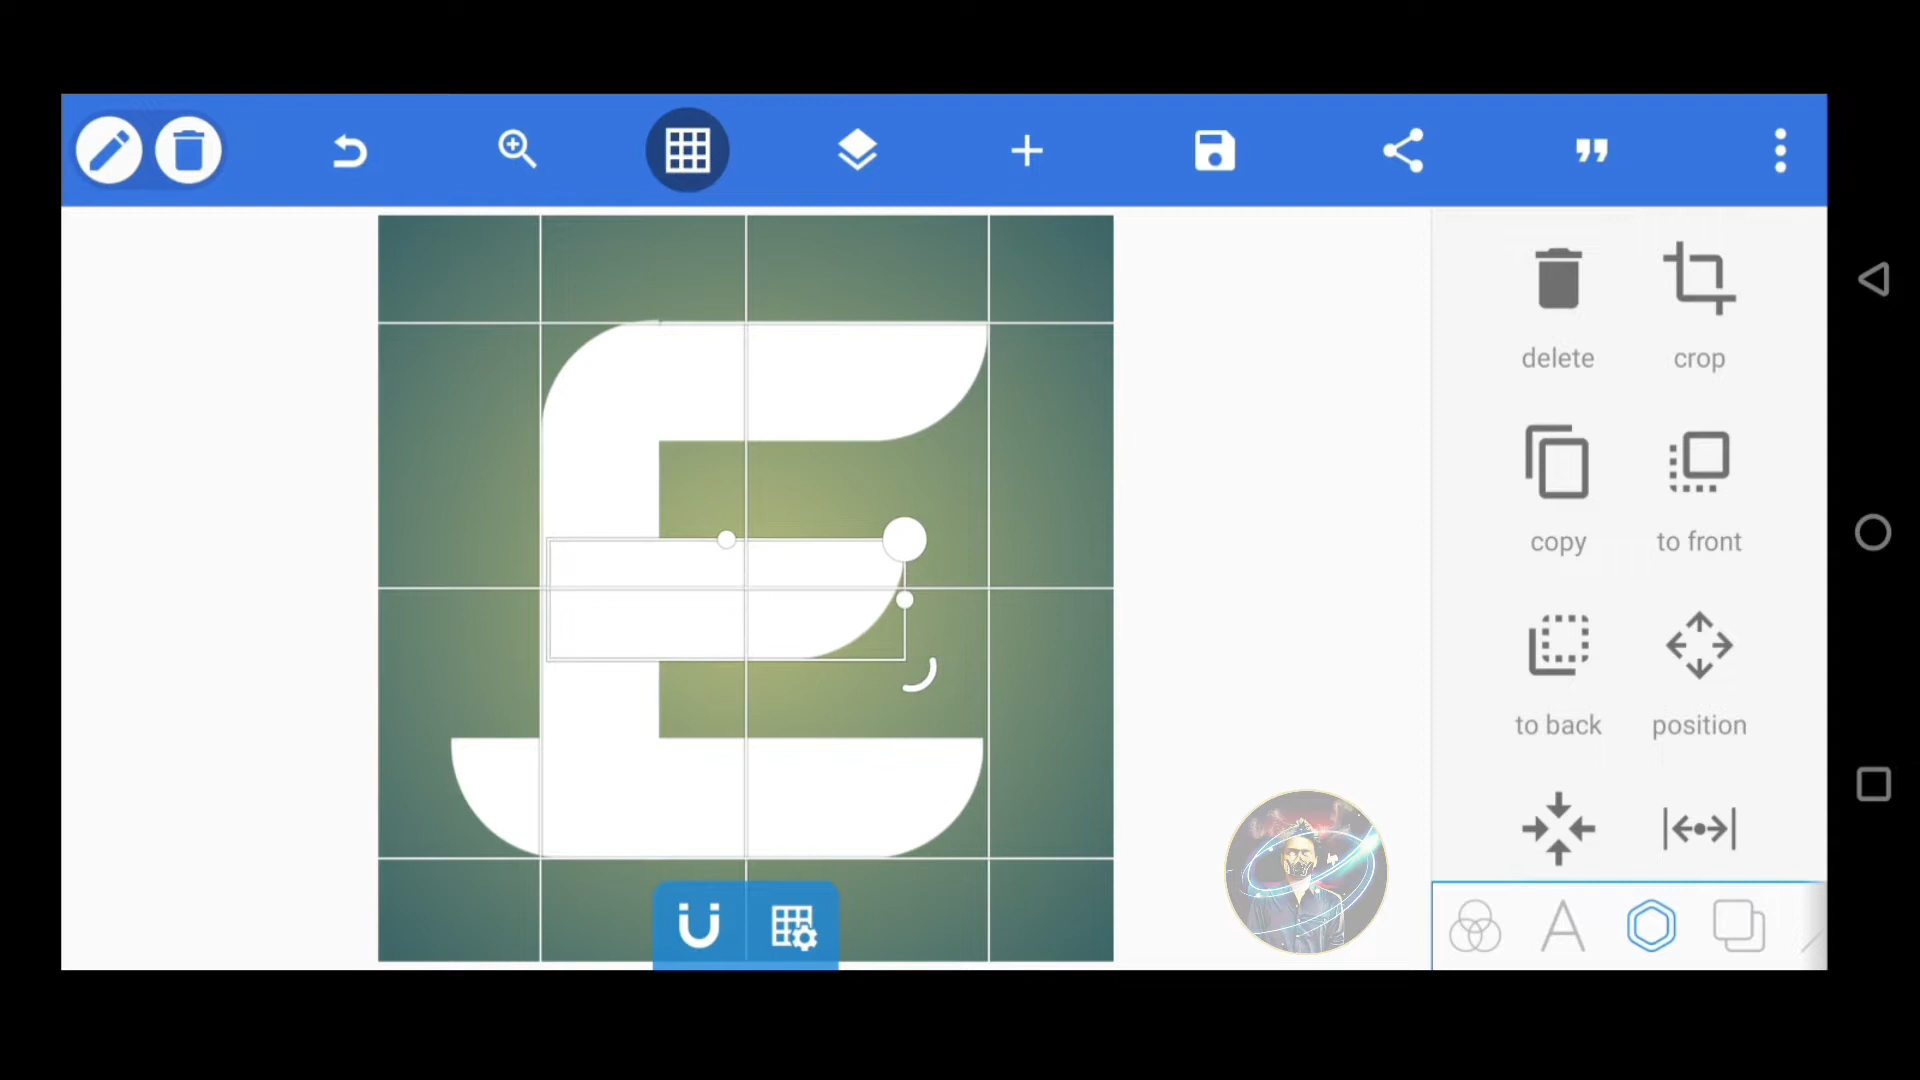 E
delete
crop
copy
to front
to back
position